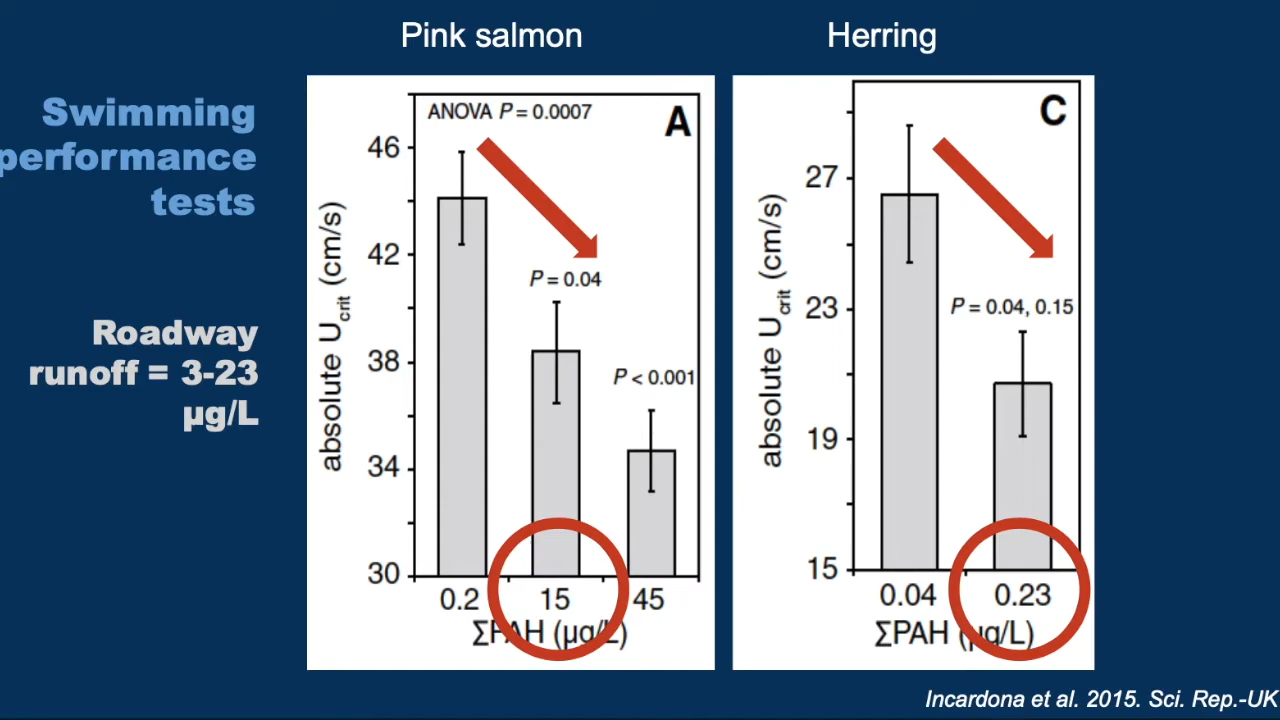 Pink salmon
Herring
Swimming
performance
tests
Roadway
runoff = 3-23
µg/L
ANOVA P = 0.0007
A
46
42
38
34
30
absolute Ucrit (cm/s)
P = 0.04
P < 0.001
0.2 15 45
ΣPAH (µg/L)
C
27
23
19
15
absolute Ucrit (cm/s)
P = 0.04, 0.15
0.04 0.23
ΣPAH (µg/L)
Incardona et al. 2015. Sci. Rep.-UK